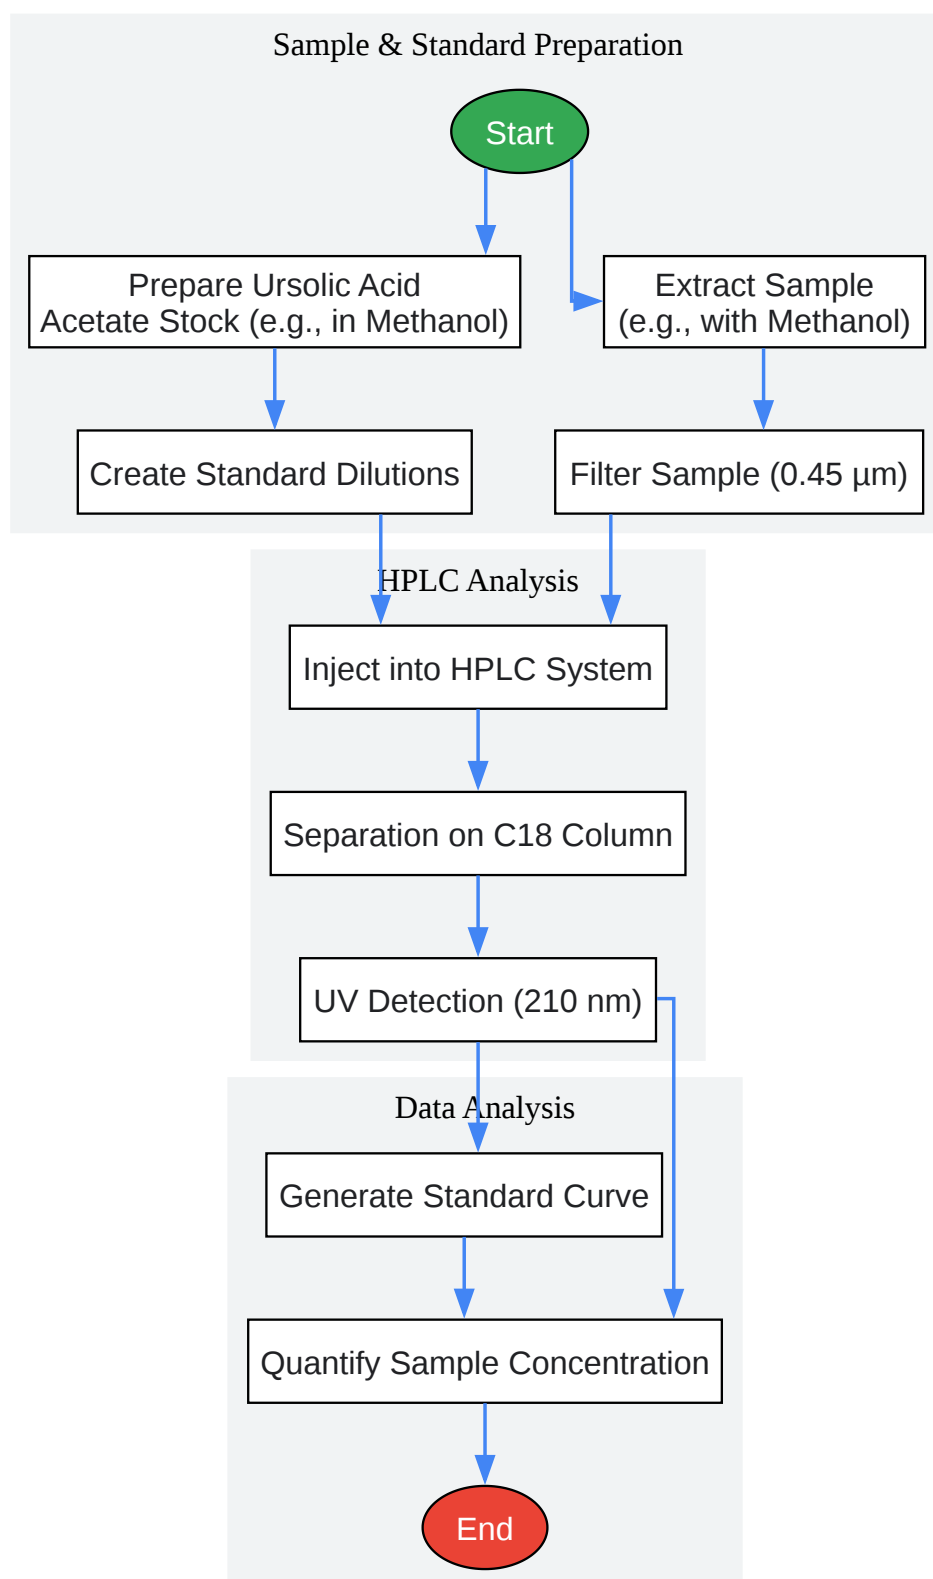 Sample & Standard Preparation
Start
Prepare Ursolic Acid
Acetate Stock (e.g., in Methanol)
Extract Sample
(e.g., with Methanol)
Create Standard Dilutions
Filter Sample (0.45 µm)
HPLC Analysis
Inject into HPLC System
Separation on C18 Column
UV Detection (210 nm)
Data Analysis
Generate Standard Curve
Quantify Sample Concentration
End